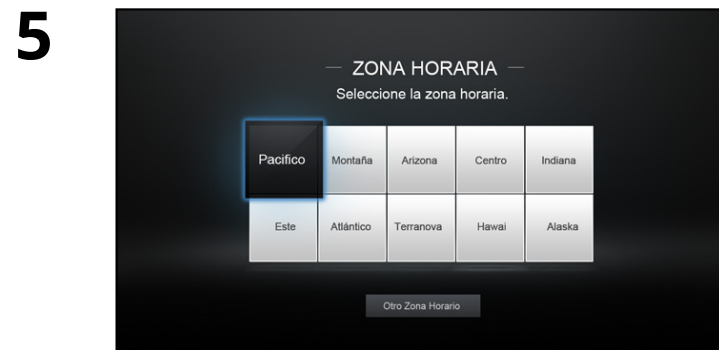 5
ZONA HORARIA
Seleccione la zona horaria.
Pacifico Montaña Arizona Centro Indiana
Este Atlántico Terranova Hawai Alaska
Otro Zona Horario